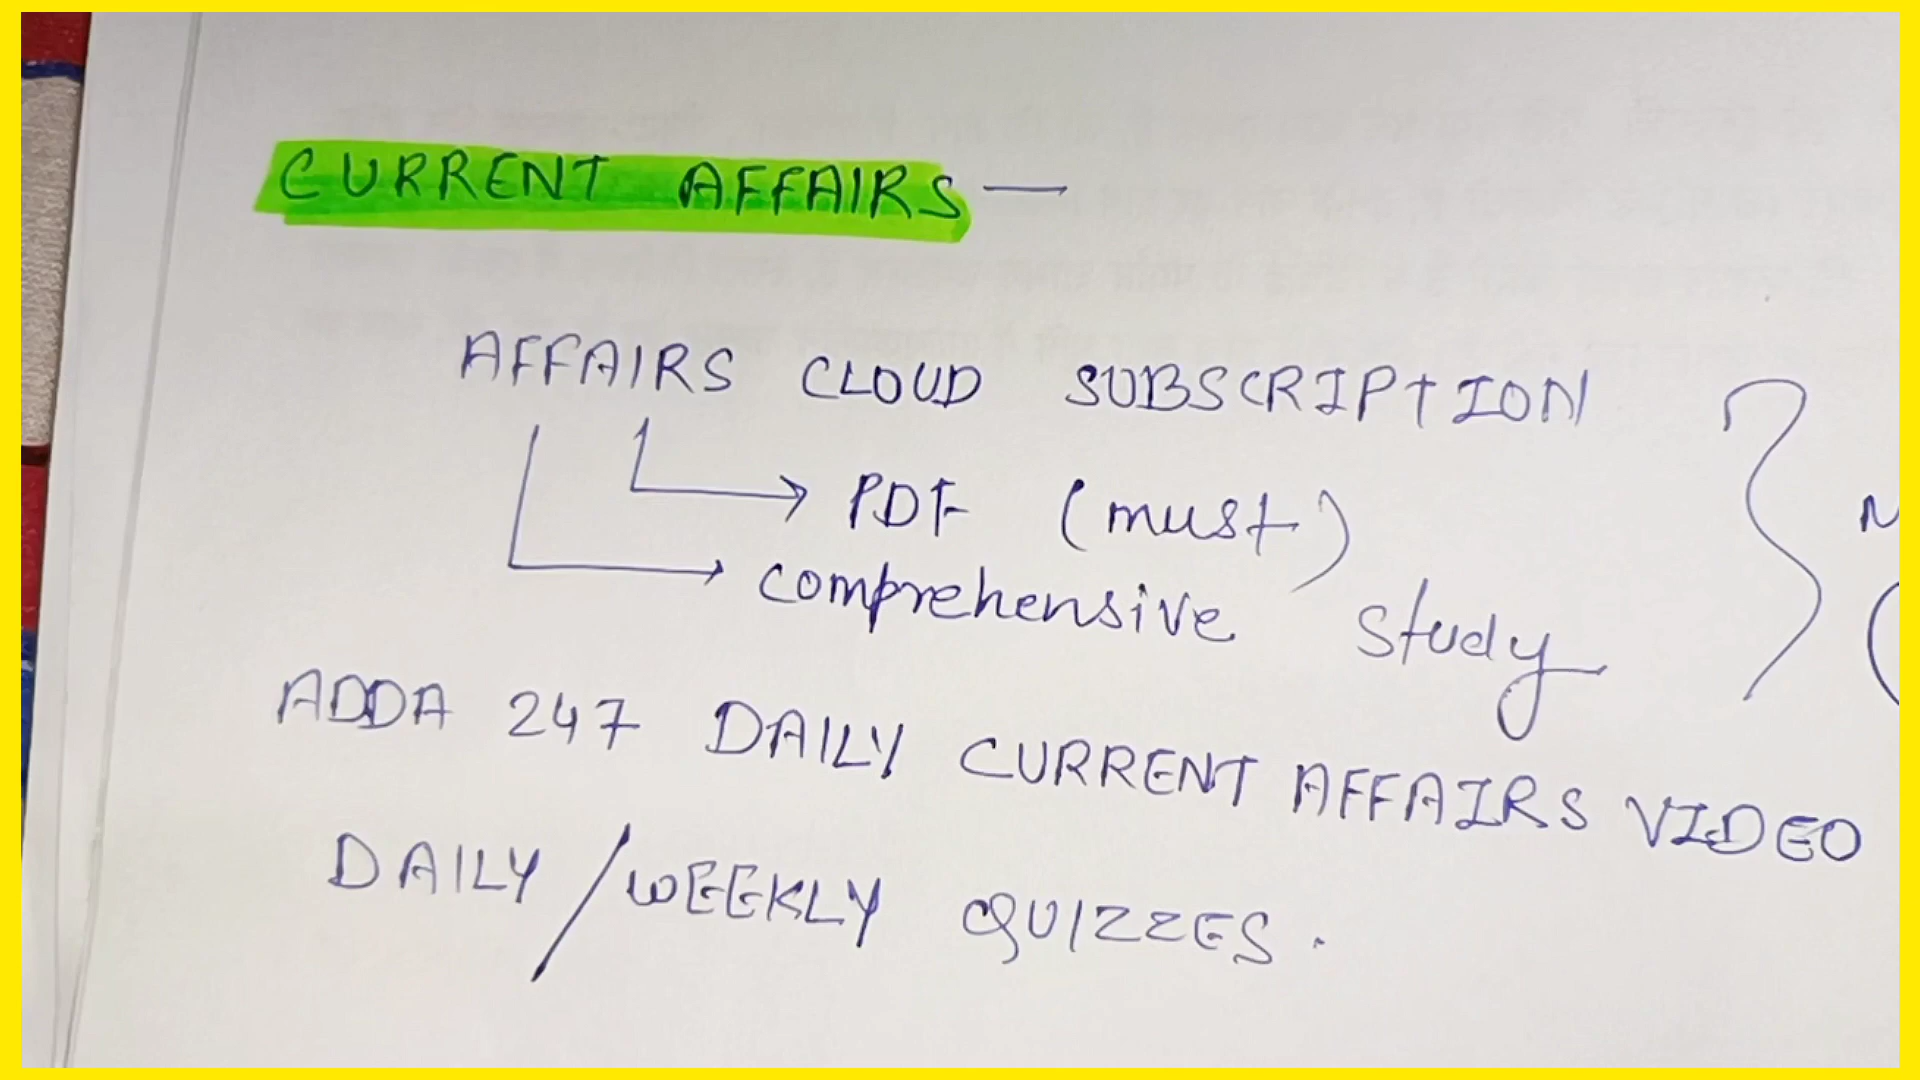 CURRENT AFFAIRS —
AFFAIRS CLOUD SUBSCRIPTION
PDF (must)
comprehensive study
ADDA 247 DAILY CURRENT AFFAIRS VIDEO
DAILY / WEEKLY QUIZZES.